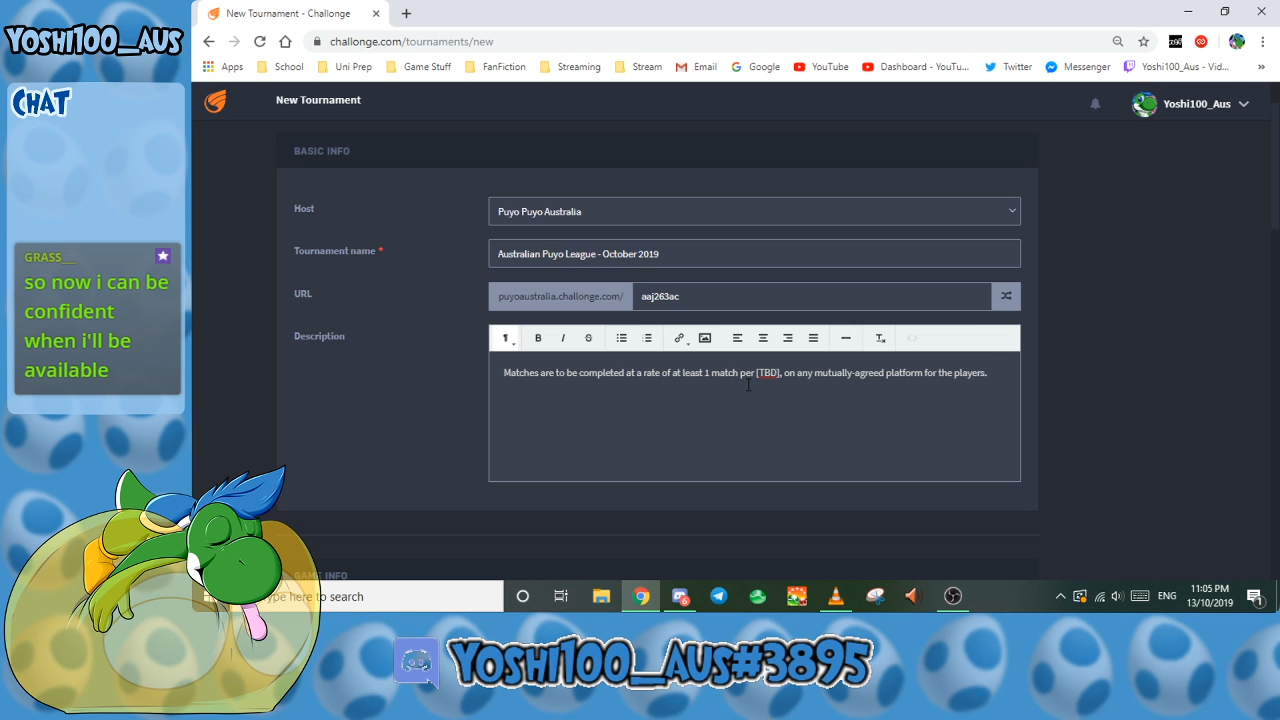 YOSHI100_AUS
CHAT
GRASS__
so now i can be
confident
when i'll be
available
New Tournament - Challonge
challonge.com/tournaments/new
Apps
School
Uni Prep
Game Stuff
FanFiction
Streaming
Stream
Email
Google
YouTube
Dashboard - YouTu...
Twitter
Messenger
Yoshi100_Aus - Vid...
»
New Tournament
Yoshi100_Aus
BASIC INFO
Host
Puyo Puyo Australia
Tournament name *
Australian Puyo League - October 2019
URL
puyoaustralia.challonge.com/
aaj263ac
Description
B
I
S
Matches are to be completed at a rate of at least 1 match per [TBD], on any mutually-agreed platform for the players.
GAME INFO
ype here to search
ENG
11:05 PM
13/10/2019
YOSHI100_AUS#3895